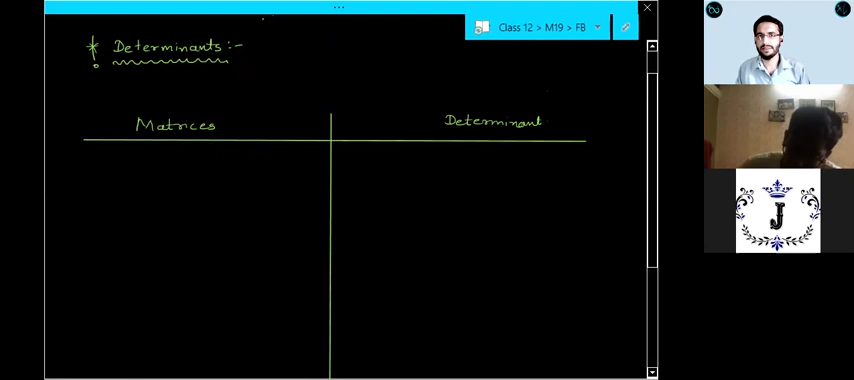 Class 12 > M19 > FB
* Determinants:-
Matrices Determinant
J